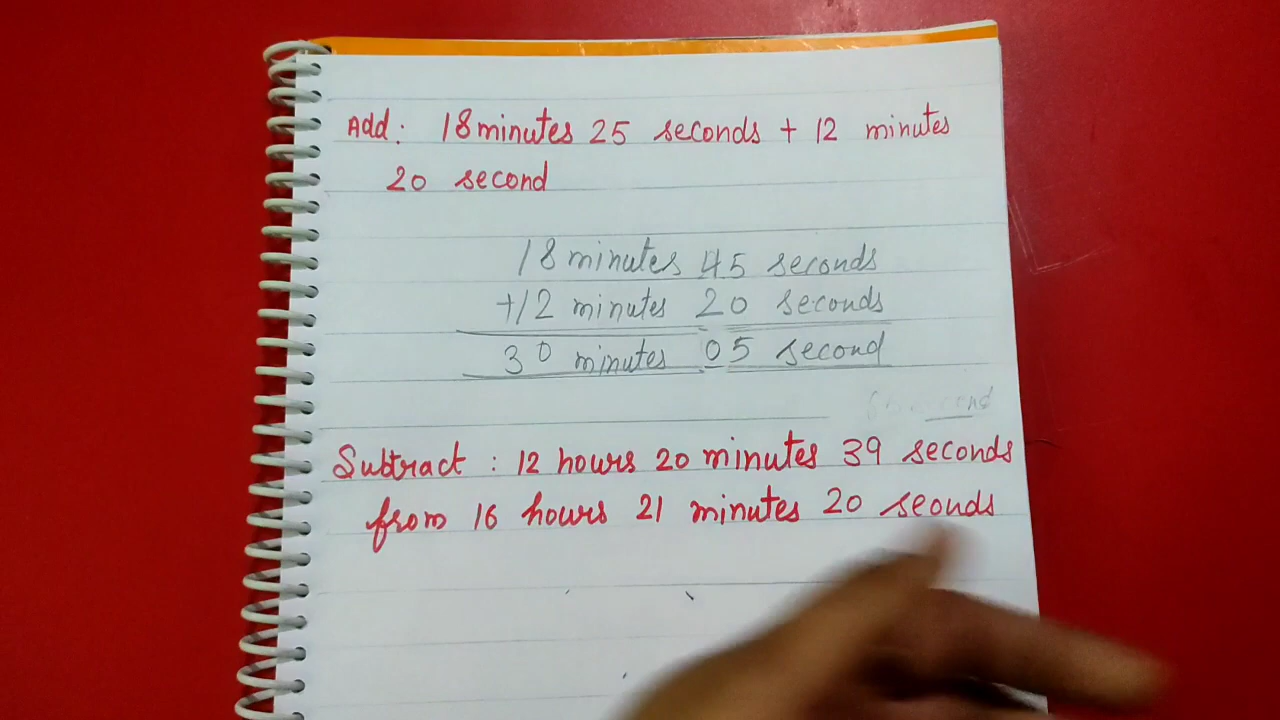 Add: 18 minutes 25 seconds + 12 minutes
20 second
18 minutes 45 seconds
+12 minutes 20 seconds
30 minutes 05 second
Subtract : 12 hours 20 minutes 39 seconds
from 16 hours 21 minutes 20 seonds